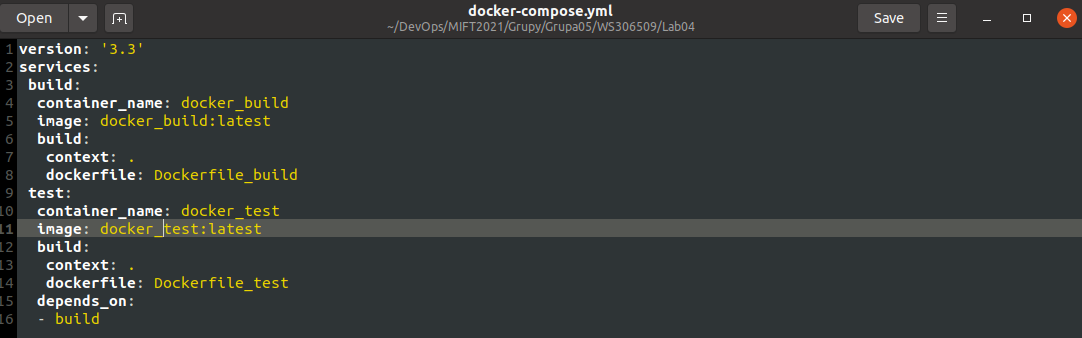 Open
docker-compose.yml
~/DevOps/MIFT2021/Grupy/Grupa05/WS306509/Lab04
Save
1 version: '3.3'
2 services:
3  build:
4   container_name: docker_build
5   image: docker_build:latest
6   build:
7    context: .
8    dockerfile: Dockerfile_build
9  test:
10   container_name: docker_test
11   image: docker_test:latest
12   build:
13    context: .
14    dockerfile: Dockerfile_test
15   depends_on:
16   - build